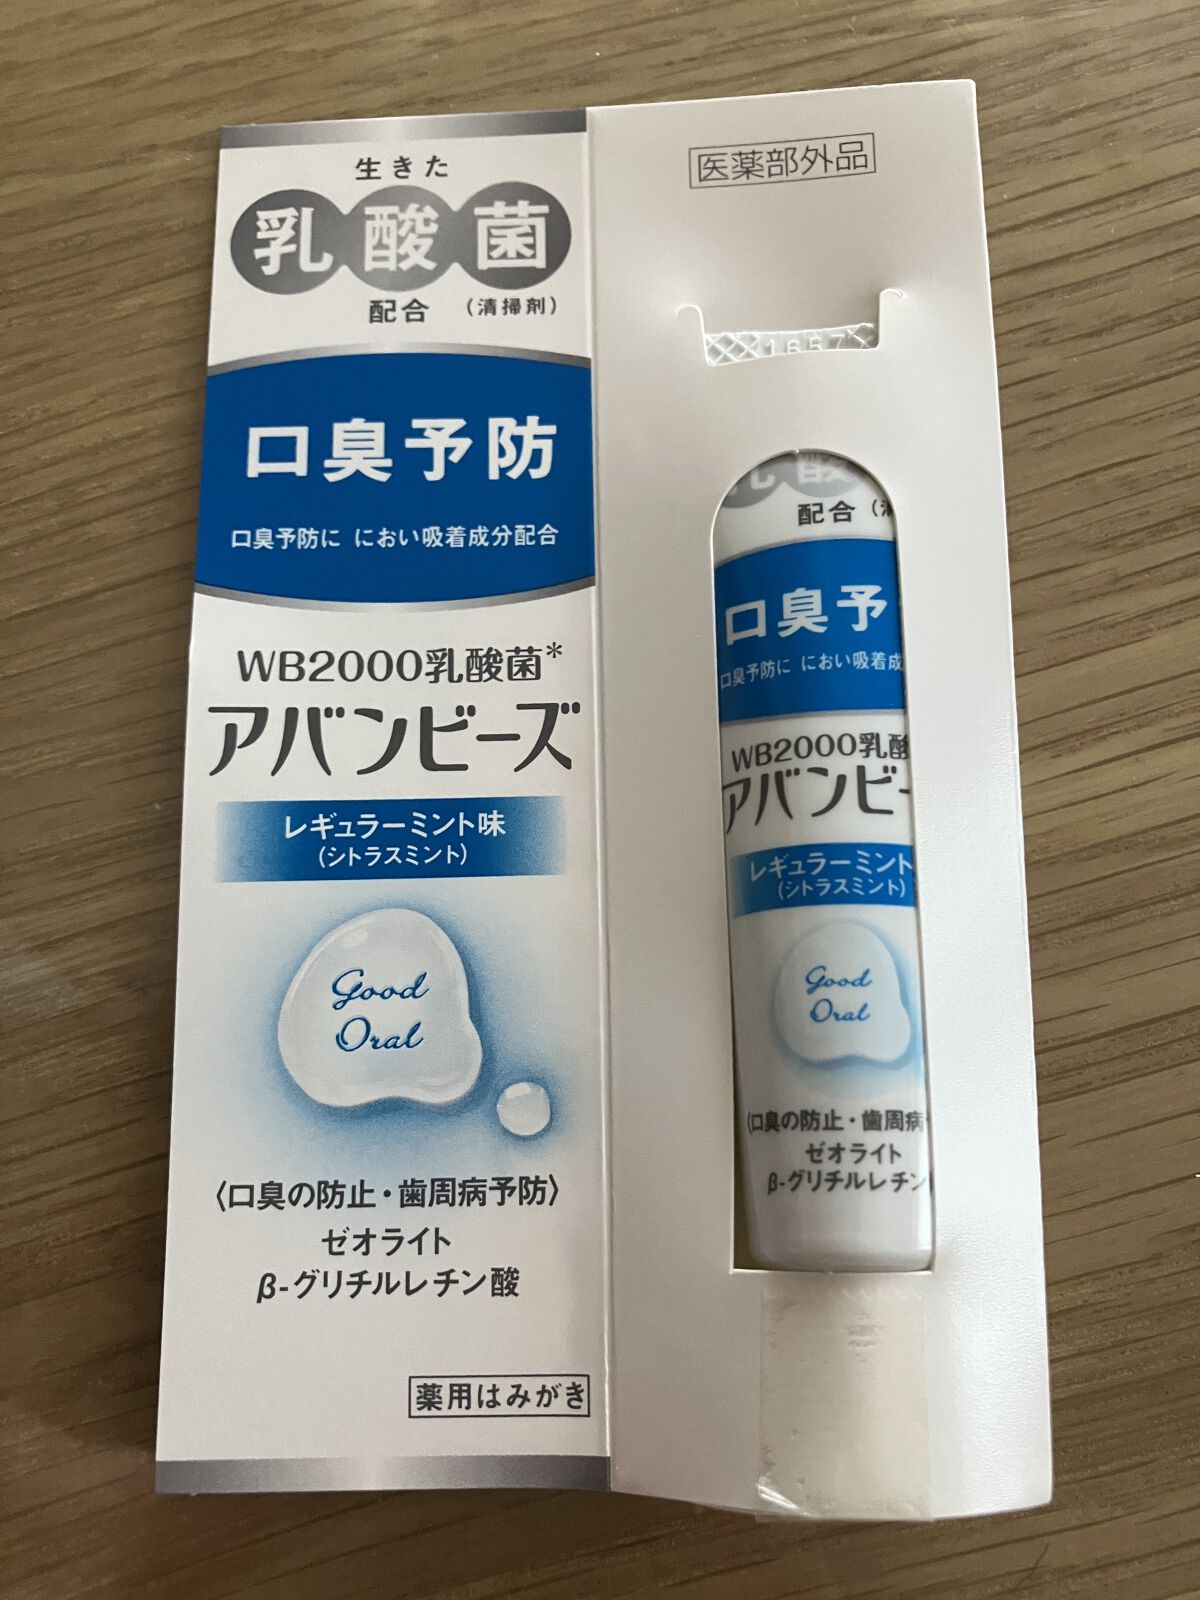 生きた
乳酸菌
配合 (清掃剤)
口臭予防
口臭予防に におい吸着成分配合
WB2000乳酸菌*
アバンビーズ
レギュラーミント味
(シトラスミント)
Good
Oral
〈口臭の防止・歯周病予防〉
ゼオライト
β-グリチルレチン酸
薬用はみがき
医薬部外品
1657
乳酸
配合 (清
口臭予
口臭予防に におい吸着成
WB2000乳酸
アバンビー
レギュラーミント
(シトラスミント)
Good
Oral
〈口臭の防止・歯周病
ゼオライト
β-グリチルレチン